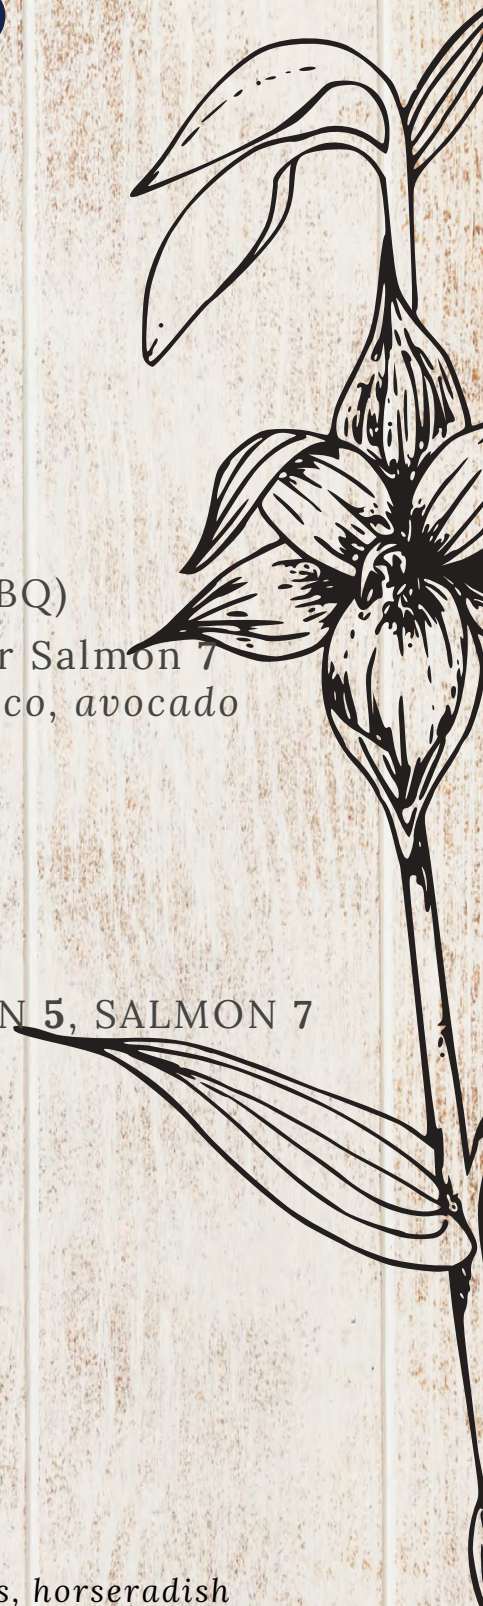 BQ)
r Salmon 7
co, avocado
N 5, SALMON 7
s, horseradish